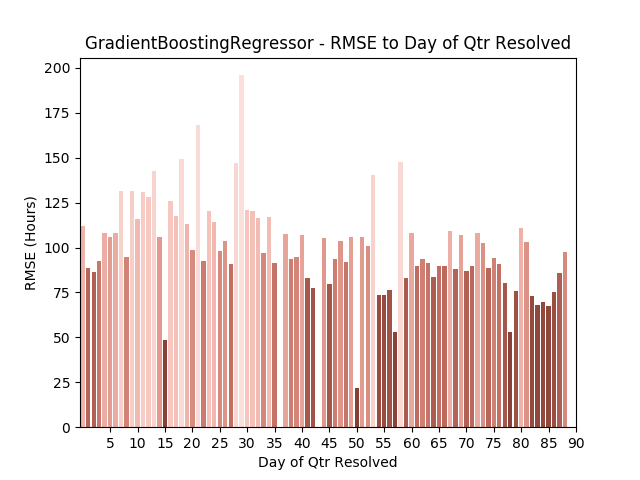 GradientBoostingRegressor - RMSE to Day of Qtr Resolved
200
175
150
125
100
75
50
25
0
RMSE (Hours)
5 10 15 20 25 30 35 40 45 50 55 60 65 70 75 80 85 90
Day of Qtr Resolved